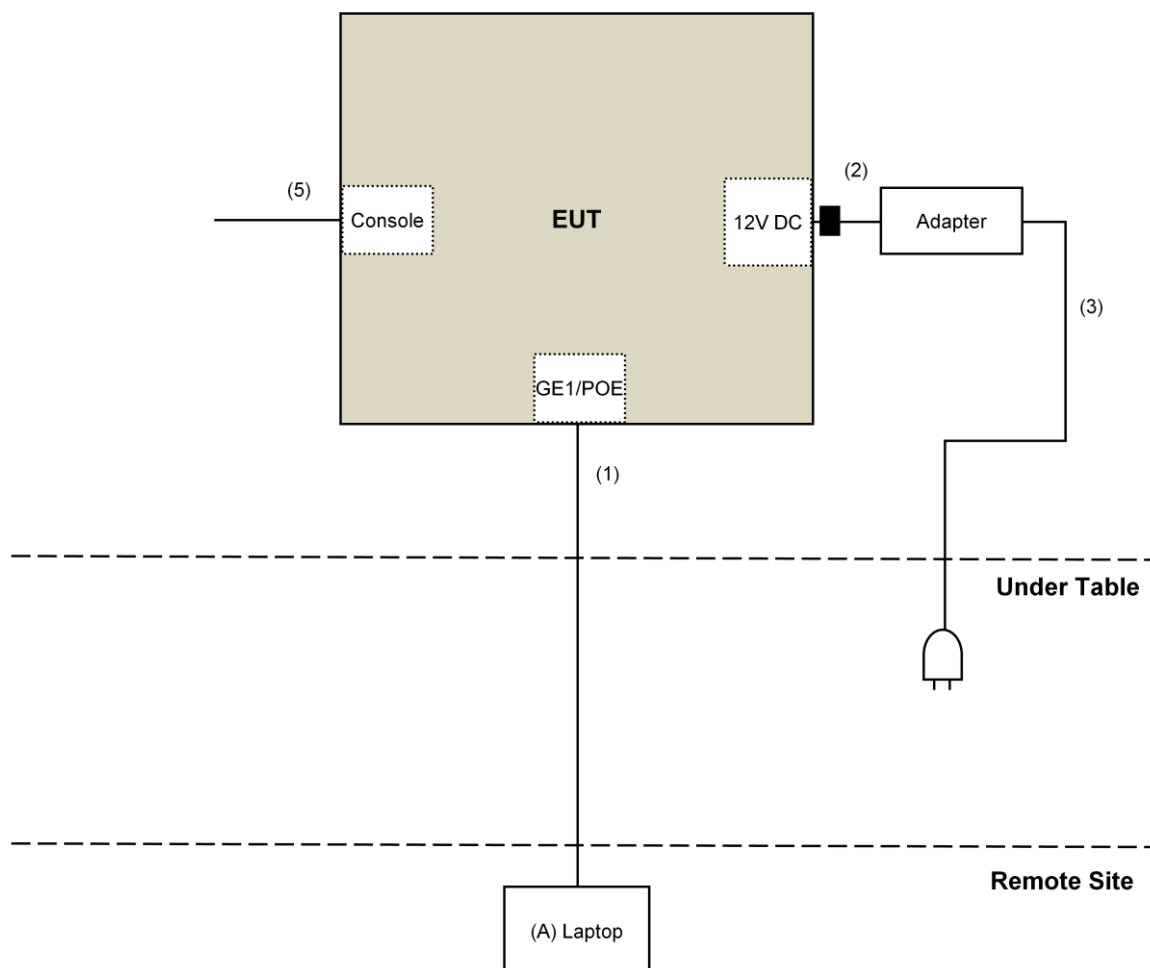 (5)
Console
EUT
12V DC
(2)
Adapter
(3)
GE1/POE
(1)
Under Table
Remote Site
(A) Laptop